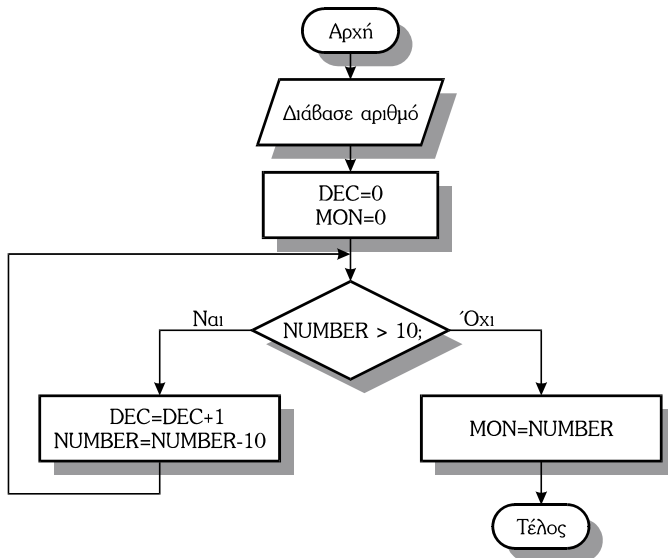 Αρχή
Διάβασε αριθμό
DEC=0
MON=0
NUMBER > 10;
Ναι
Όχι
DEC=DEC+1
NUMBER=NUMBER-10
MON=NUMBER
Τέλος